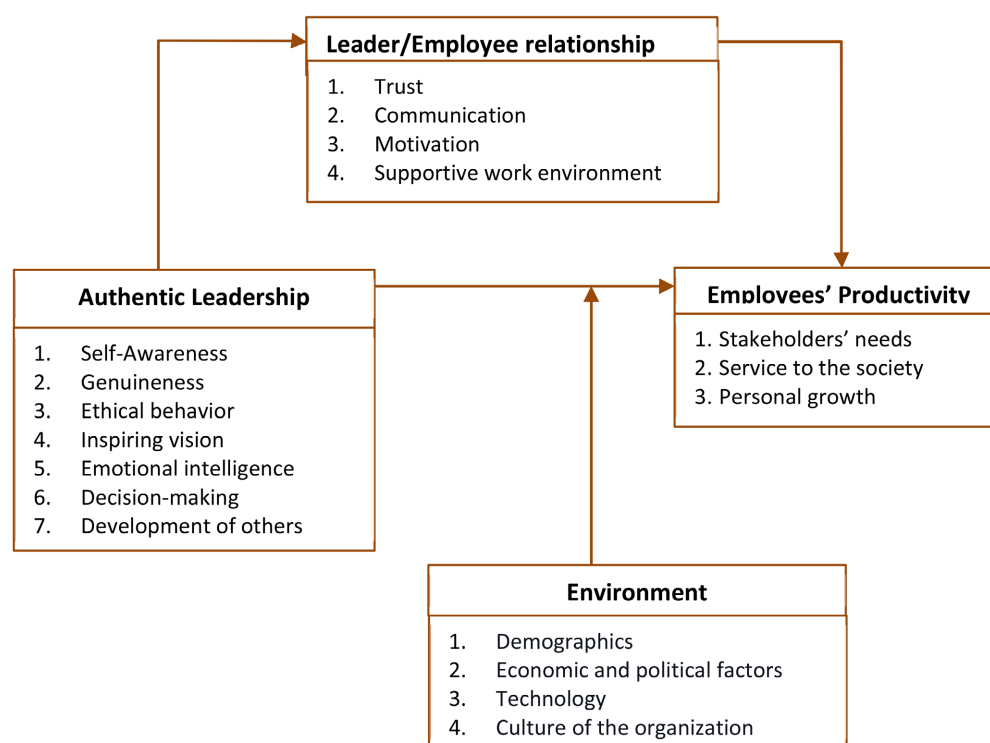 Leader/Employee relationship
1. Trust
2. Communication
3. Motivation
4. Supportive work environment
Authentic Leadership
1. Self-Awareness
2. Genuineness
3. Ethical behavior
4. Inspiring vision
5. Emotional intelligence
6. Decision-making
7. Development of others
Employees’ Productivity
1. Stakeholders’ needs
2. Service to the society
3. Personal growth
Environment
1. Demographics
2. Economic and political factors
3. Technology
4. Culture of the organization